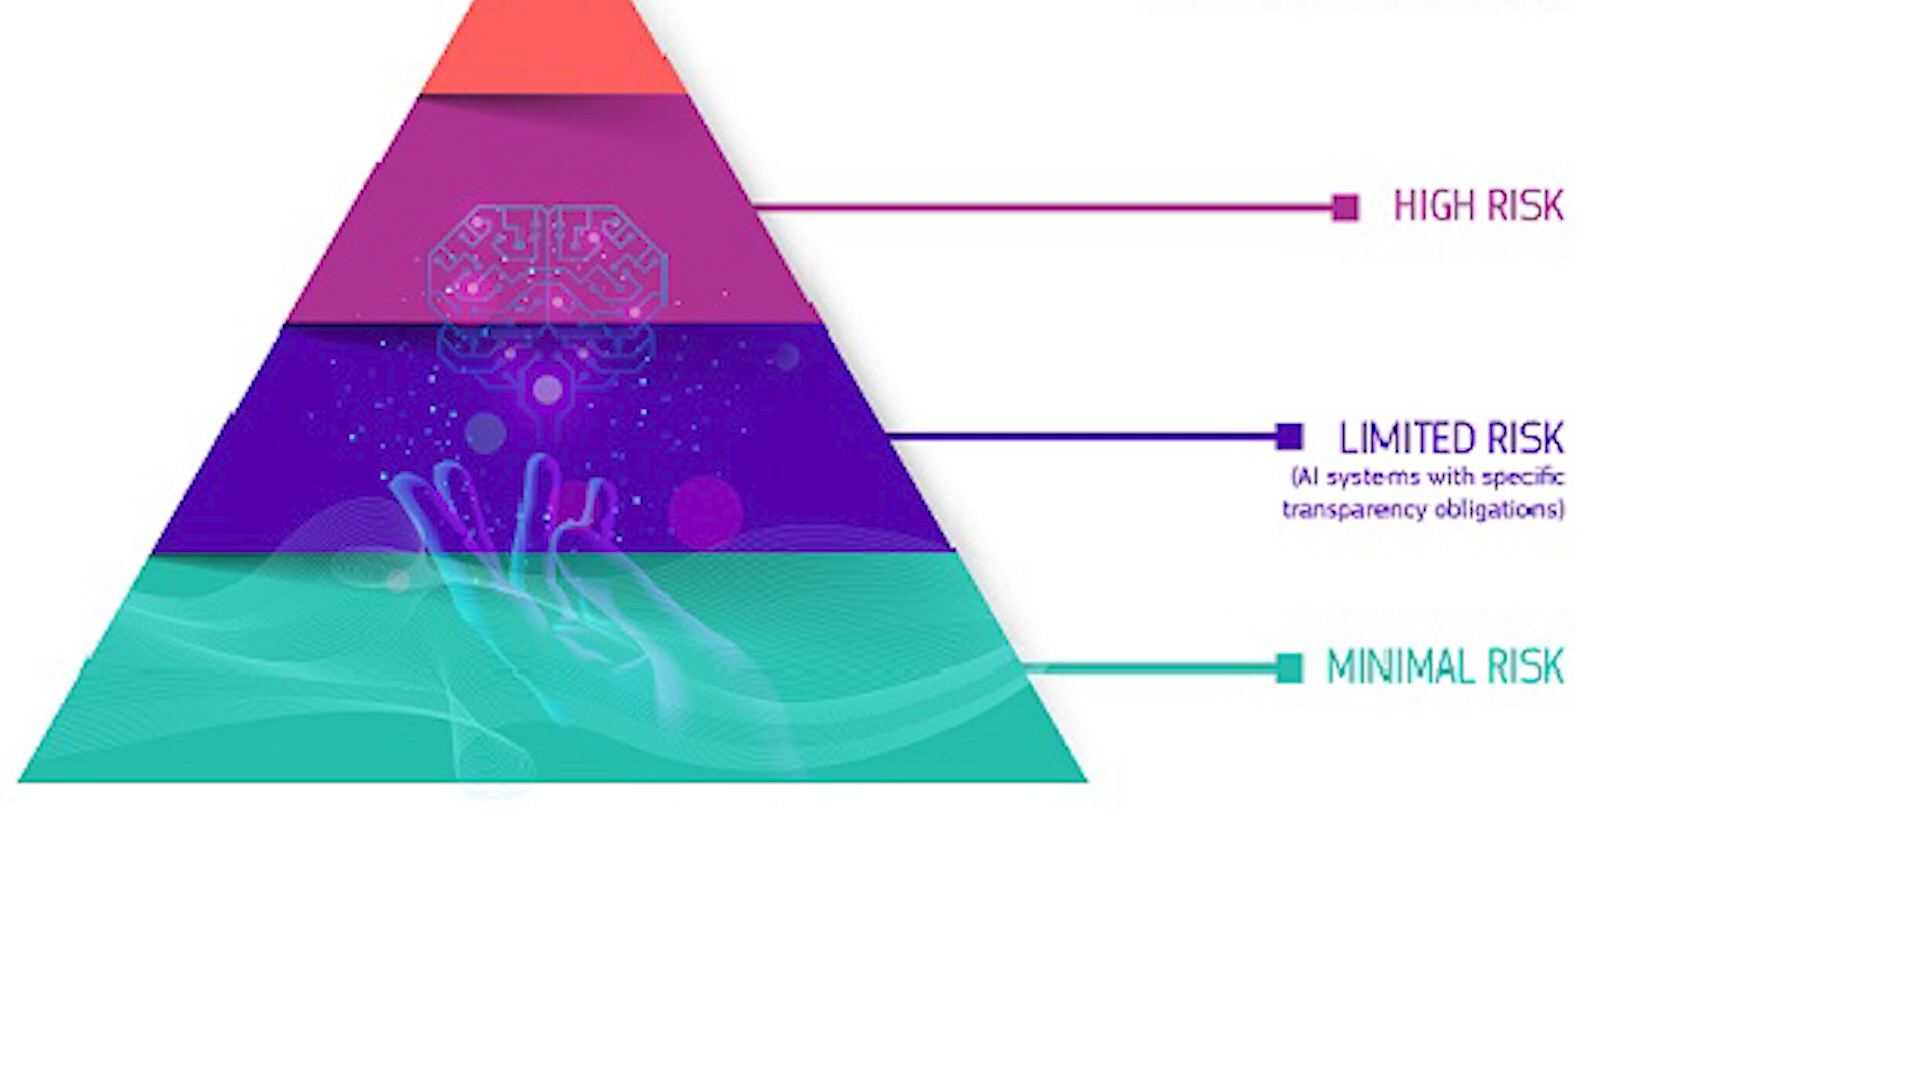 HIGH RISK
LIMITED RISK
(AI systems with specific
transparency obligations)
MINIMAL RISK